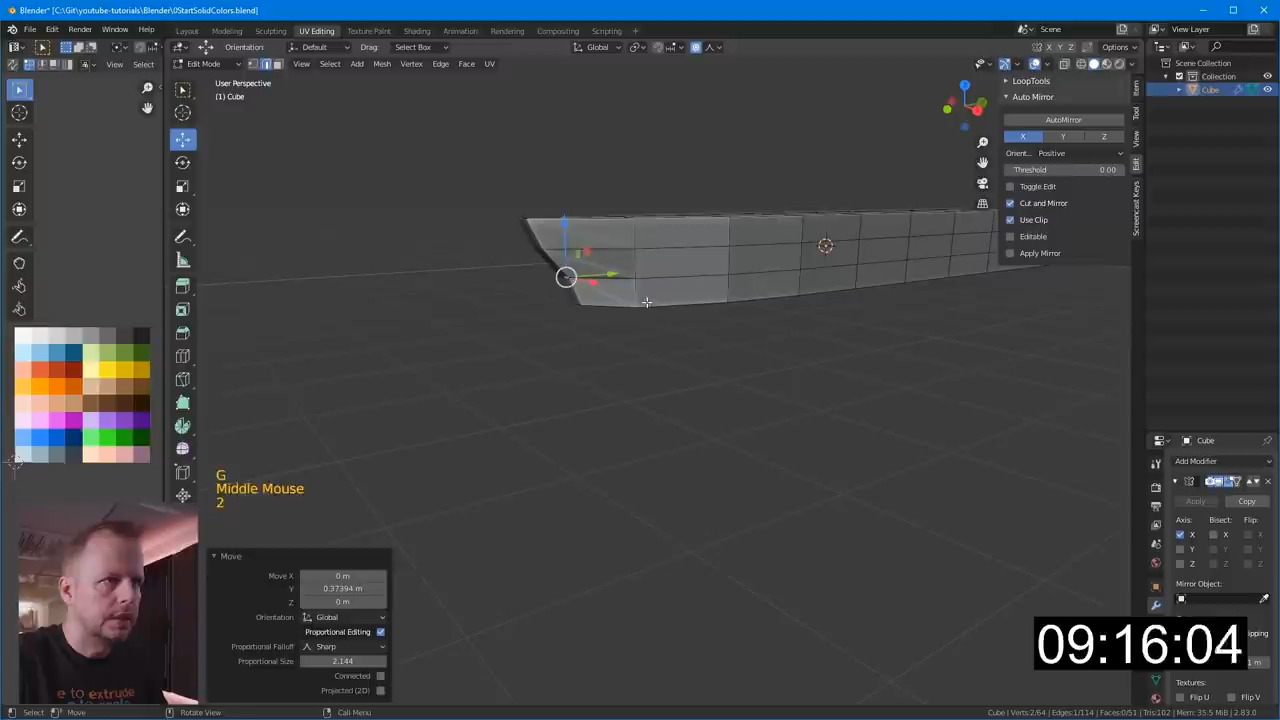 Blender* [C:\Git\youtube-tutorials\Blender\0StartSolidColors.blend]
File Edit Render Window Help
Layout Modeling Sculpting UV Editing Texture Paint Shading Animation Rendering Compositing Scripting +
Scene
View Layer
Orientation: Default Drag: Select Box
Global
X Y Z
Options
View Select
Edit Mode
View Select Add Mesh Vertex Edge Face UV
User Perspective
(1) Cube
LoopTools
Auto Mirror
AutoMirror
X Y Z
Orient... Positive
Threshold 0.00
Toggle Edit
Cut and Mirror
Use Clip
Editable
Apply Mirror
Item
Tool
View
Edit
Screencast Keys
Scene Collection
Collection
Cube
G
Middle Mouse
2
Move
Move X 0 m
Y 0.37394 m
Z 0 m
Orientation Global
Proportional Editing
Proportional Falloff Sharp
Proportional Size 2.144
Connected
Projected (2D)
Cube
Add Modifier
Apply Copy
Axis: Bisect: Flip:
X X X
Y Y Y
Z Z Z
Mirror Object:
Textures:
Flip U Flip V
e to extrude
09:16:04
Select Move Rotate View Call Menu
Cube | Verts:2/64 | Edges:1/114 | Faces:0/51 | Tris:102 | Mem: 35.5 MiB | 2.83.0